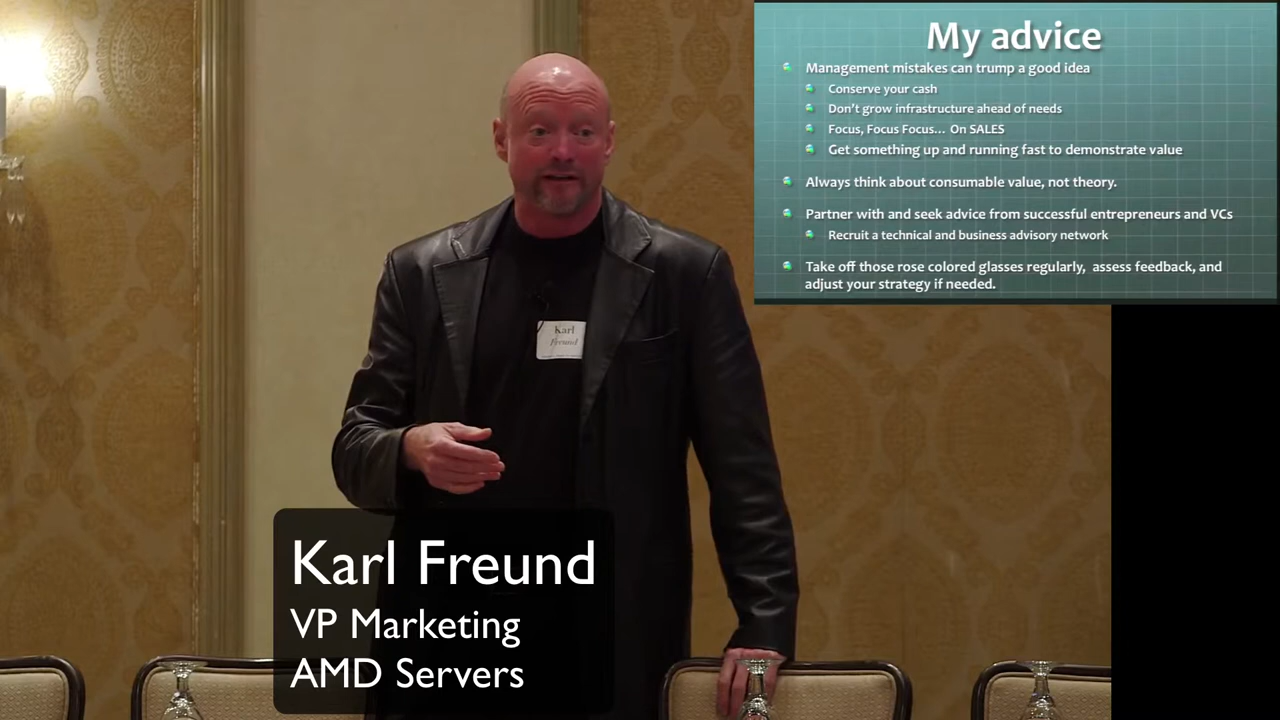 My advice
Management mistakes can trump a good idea
Conserve your cash
Don't grow infrastructure ahead of needs
Focus, Focus Focus... On SALES
Get something up and running fast to demonstrate value
Always think about consumable value, not theory.
Partner with and seek advice from successful entrepreneurs and VCs
Recruit a technical and business advisory network
Take off those rose colored glasses regularly, assess feedback, and
adjust your strategy if needed.
Karl
Freund
Karl Freund
VP Marketing
AMD Servers